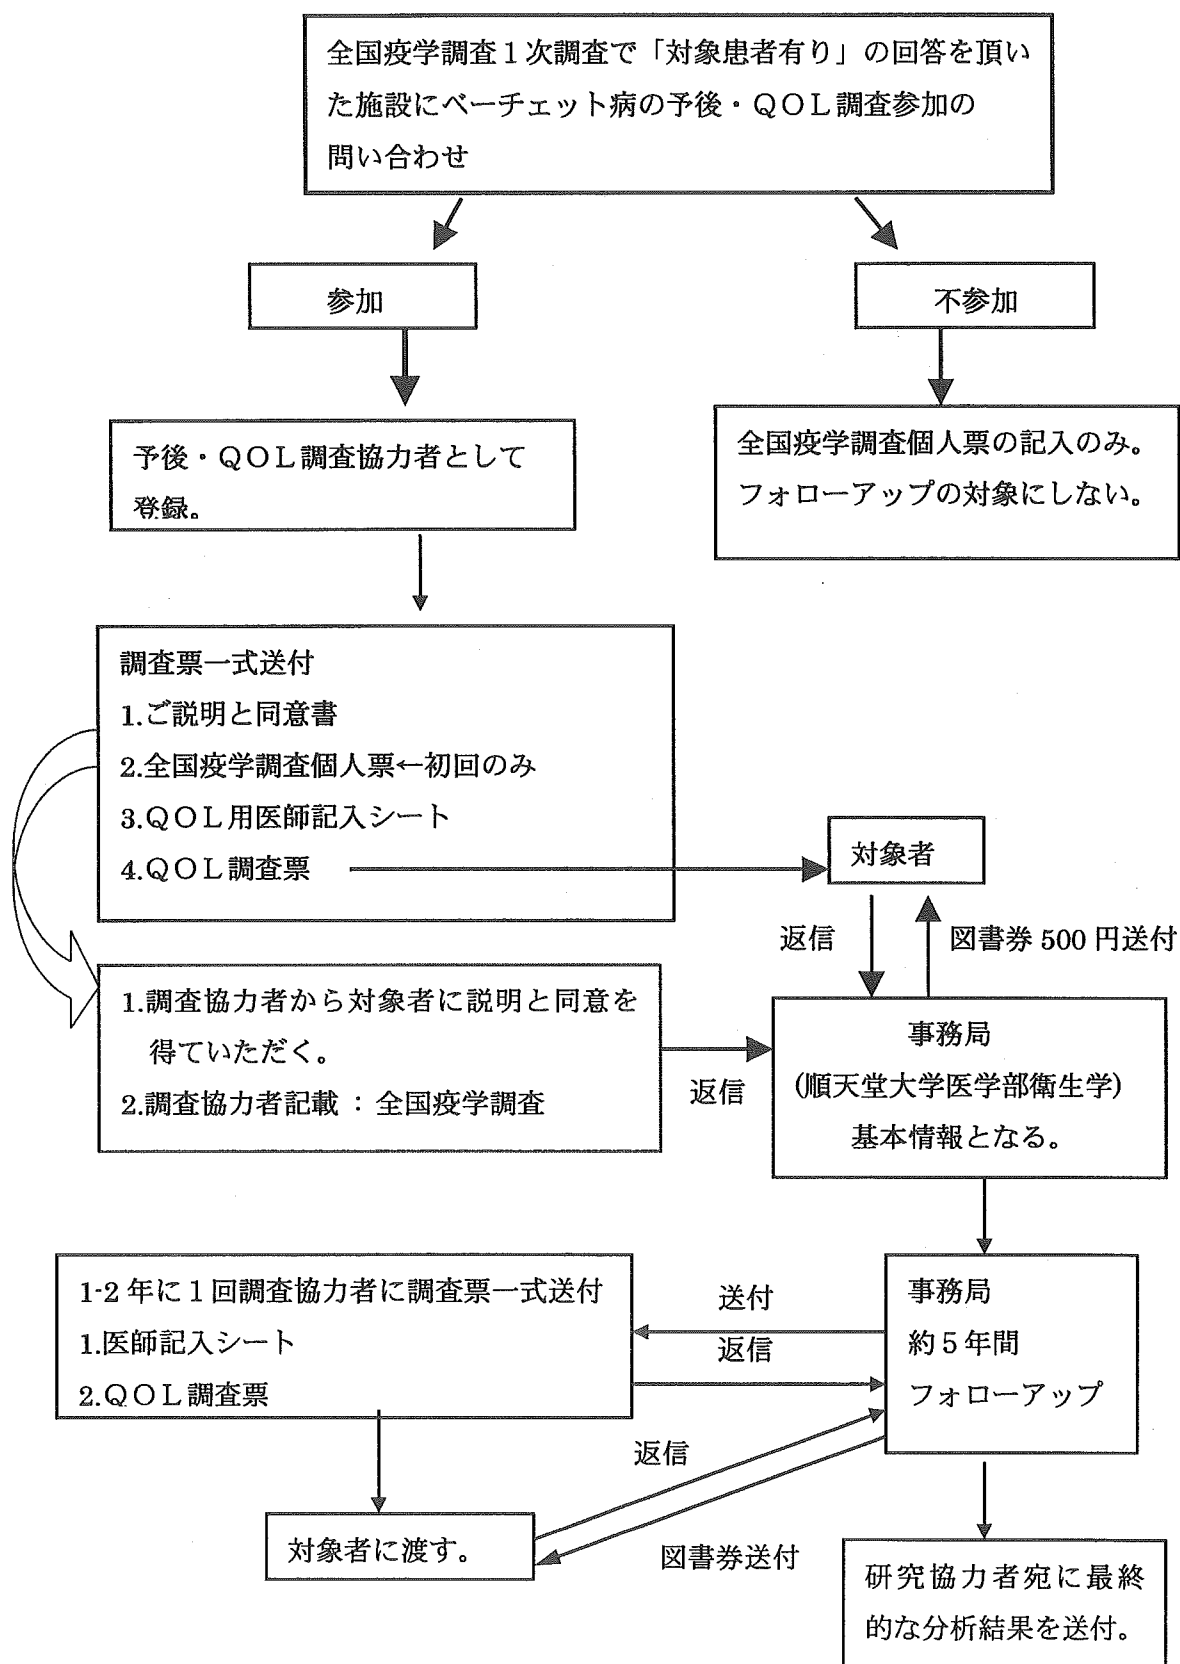 全国疫学調査１次調査で「対象患者有り」の回答を頂い
た施設にベーチェット病の予後・ＱＯＬ調査参加の
問い合わせ
参加
不参加
予後・ＱＯＬ調査協力者として
登録。
全国疫学調査個人票の記入のみ。
フォローアップの対象にしない。
調査票一式送付
1.ご説明と同意書
2.全国疫学調査個人票←初回のみ
3.ＱＯＬ用医師記入シート
4.ＱＯＬ調査票
対象者
返信
図書券 500 円送付
1.調査協力者から対象者に説明と同意を
得ていただく。
2.調査協力者記載：全国疫学調査
返信
事務局
(順天堂大学医学部衛生学)
基本情報となる。
1-2 年に１回調査協力者に調査票一式送付
1.医師記入シート
2.ＱＯＬ調査票
送付
返信
事務局
約５年間
フォローアップ
返信
対象者に渡す。
図書券送付
研究協力者宛に最終
的な分析結果を送付。